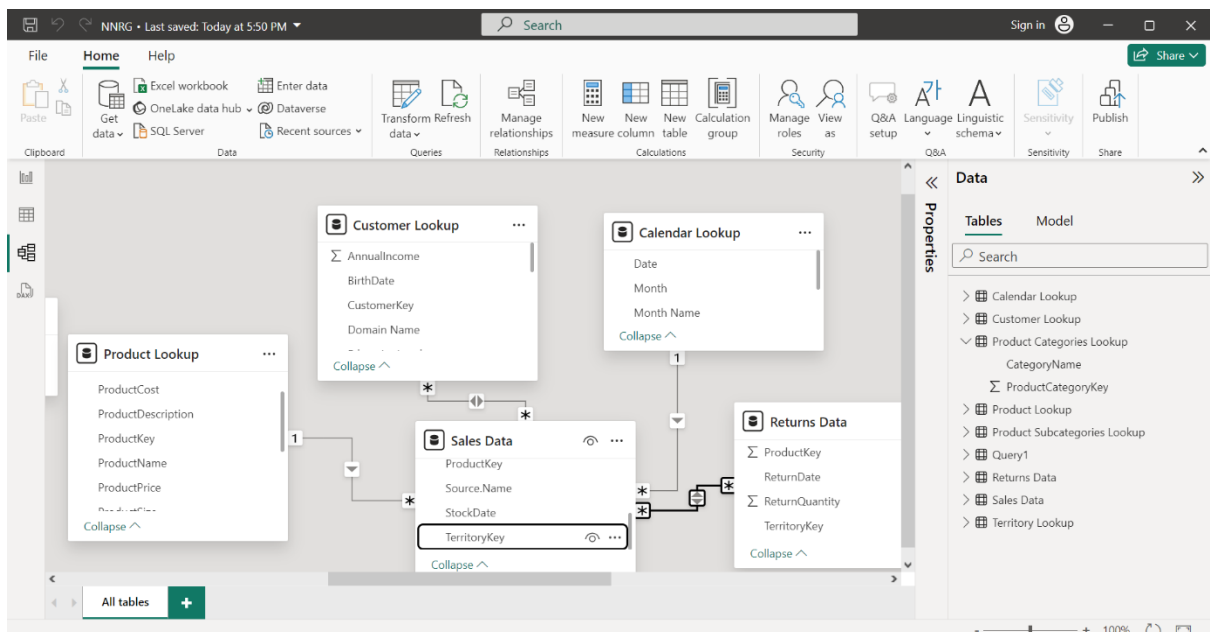 NNRG • Last saved: Today at 5:50 PM
Search
Sign in
File
Home
Help
Share
Paste
Get data
Excel workbook
OneLake data hub
SQL Server
Enter data
Dataverse
Recent sources
Transform data
Refresh
Manage relationships
New measure
New column
New table
Calculation group
Manage roles
View as
Q&A setup
Language
Linguistic schema
Sensitivity
Publish
Clipboard
Data
Queries
Relationships
Calculations
Security
Q&A
Sensitivity
Share
Customer Lookup
AnnualIncome
BirthDate
CustomerKey
Domain Name
Collapse
Calendar Lookup
Date
Month
Month Name
Collapse
1
Product Lookup
ProductCost
ProductDescription
ProductKey
ProductName
ProductPrice
Collapse
1
*
*
*
Sales Data
ProductKey
Source.Name
StockDate
TerritoryKey
Collapse
*
*
*
Returns Data
ProductKey
ReturnDate
ReturnQuantity
TerritoryKey
Collapse
Properties
Data
Tables
Model
Search
Calendar Lookup
Customer Lookup
Product Categories Lookup
CategoryName
ProductCategoryKey
Product Lookup
Product Subcategories Lookup
Query1
Returns Data
Sales Data
Territory Lookup
All tables
100%